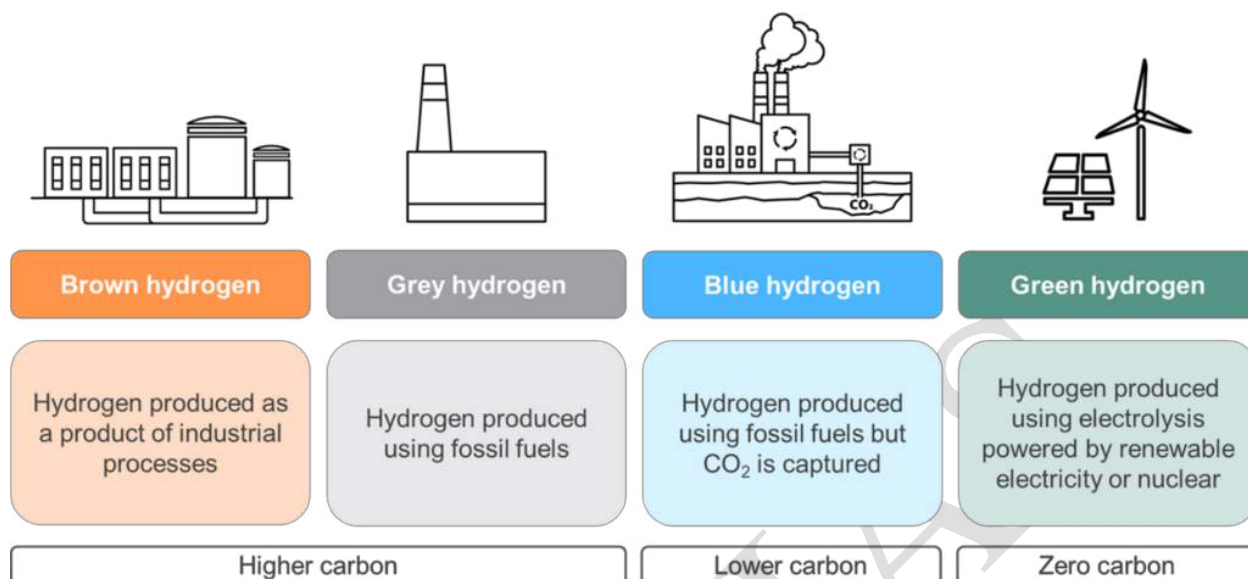 CO₂
Brown hydrogen
Grey hydrogen
Blue hydrogen
Green hydrogen
Hydrogen produced as
a product of industrial
processes
Hydrogen produced
using fossil fuels
Hydrogen produced
using fossil fuels but
CO₂ is captured
Hydrogen produced
using electrolysis
powered by renewable
electricity or nuclear
Higher carbon
Lower carbon
Zero carbon